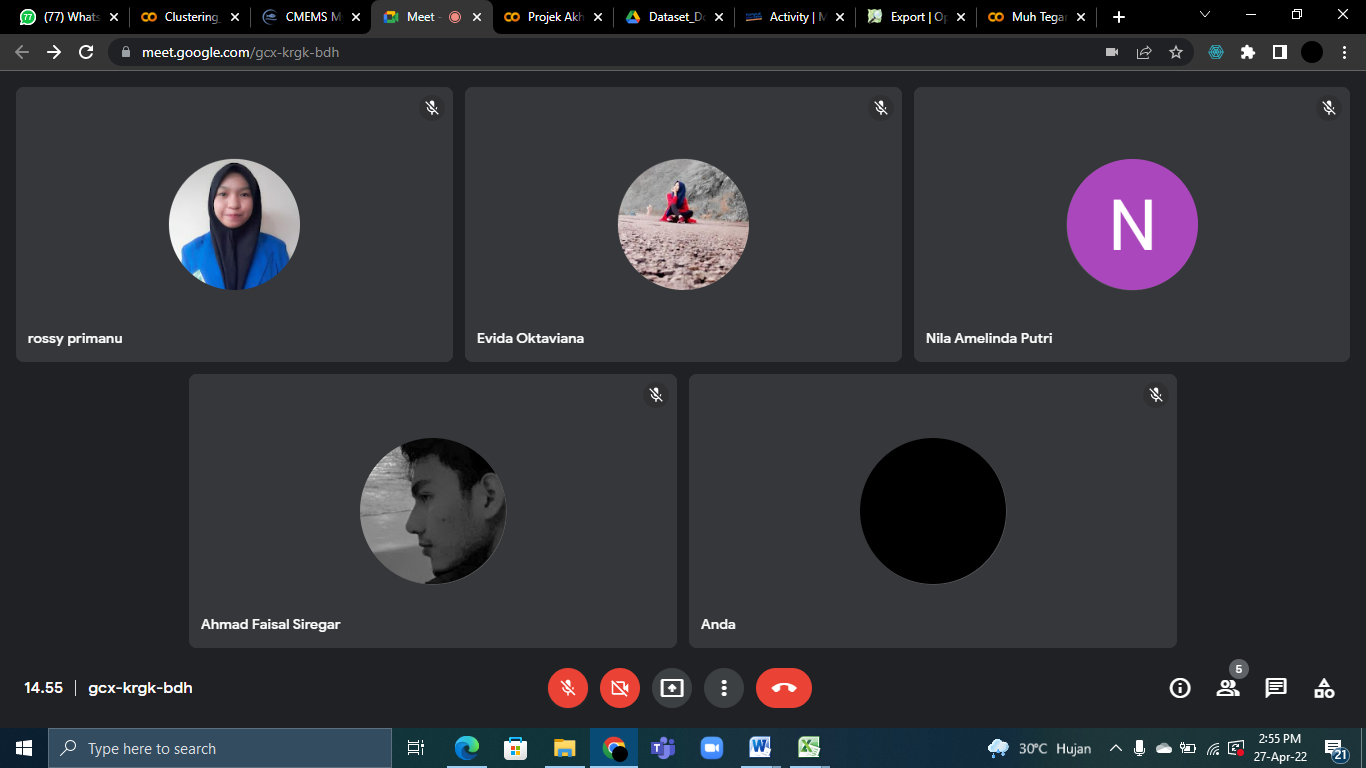 (77) Whats
Clustering,
CMEMS M
Meet -
Projek Akh
Dataset_Do
Activity | M
Export | Op
Muh Tegar
meet.google.com/gcx-krgk-bdh
rossy primanu
Evida Oktaviana
N
Nila Amelinda Putri
Ahmad Faisal Siregar
Anda
14.55 | gcx-krgk-bdh
5
Type here to search
30°C Hujan
2:55 PM
27-Apr-22
21